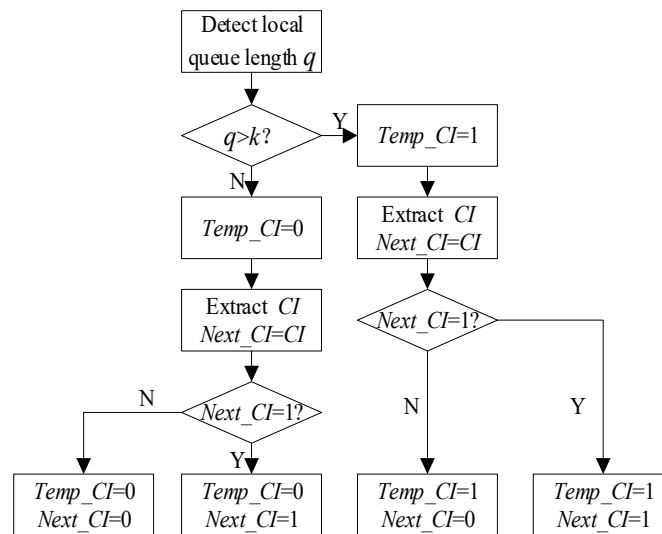 Detect local
queue length q
q>k?
Y
Temp_CI=1
N
Temp_CI=0
Extract CI
Next_CI=CI
Extract CI
Next_CI=CI
Next_CI=1?
Next_CI=1?
N
Y
N
Y
Temp_CI=0
Next_CI=0
Temp_CI=0
Next_CI=1
Temp_CI=1
Next_CI=0
Temp_CI=1
Next_CI=1